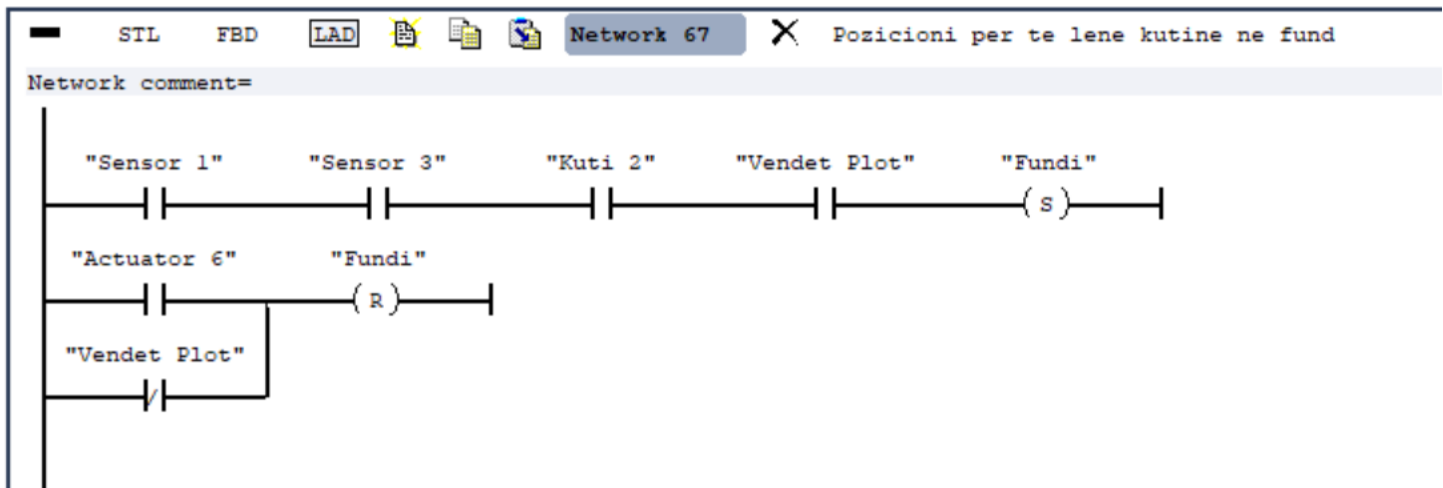 STL FBD LAD Network 67 Pozicioni per te lene kutine ne fund
Network comment=
"Sensor 1" "Sensor 3" "Kuti 2" "Vendet Plot" "Fundi"
S
"Actuator 6" "Fundi"
R
"Vendet Plot"